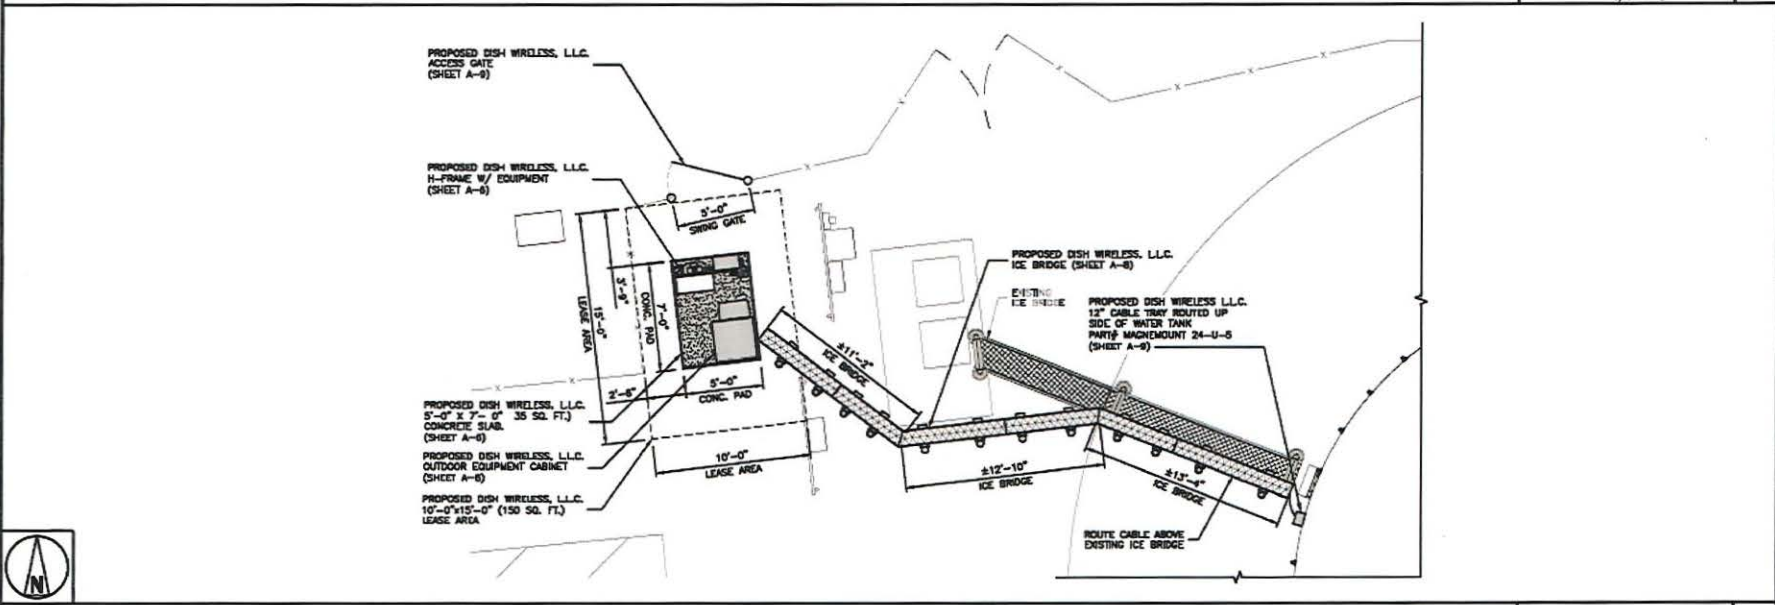 PROPOSED DISH WIRELESS, L.L.C.
ACCESS GATE
(SHEET A-9)
PROPOSED DISH WIRELESS, L.L.C.
H-FRAME W/ EQUIPMENT
(SHEET A-6)
5'-0"
SWING GATE
PROPOSED DISH WIRELESS, L.L.C.
ICE BRIDGE (SHEET A-8)
EXISTING
ICE BRIDGE
PROPOSED DISH WIRELESS L.L.C.
12" CABLE TRAY ROUTED UP
SIDE OF WATER TANK
PART# MAGNEMOUNT 24-U-5
(SHEET A-9)
3'-9"
15'-0"
LEASE AREA
7'-0"
CONC. PAD
±11'-2"
ICE BRIDGE
2'-6"
5'-0"
CONC. PAD
PROPOSED DISH WIRELESS, L.L.C.
5'-0" X 7'- 0" 35 SQ. FT.)
CONCRETE SLAB.
(SHEET A-6)
PROPOSED DISH WIRELESS, L.L.C.
OUTDOOR EQUIPMENT CABINET
(SHEET A-6)
10'-0"
LEASE AREA
±12'-10"
ICE BRIDGE
±13'-4"
ICE BRIDGE
PROPOSED DISH WIRELESS, L.L.C.
10'-0"x15'-0" (150 SQ. FT.)
LEASE AREA
ROUTE CABLE ABOVE
EXISTING ICE BRIDGE
N